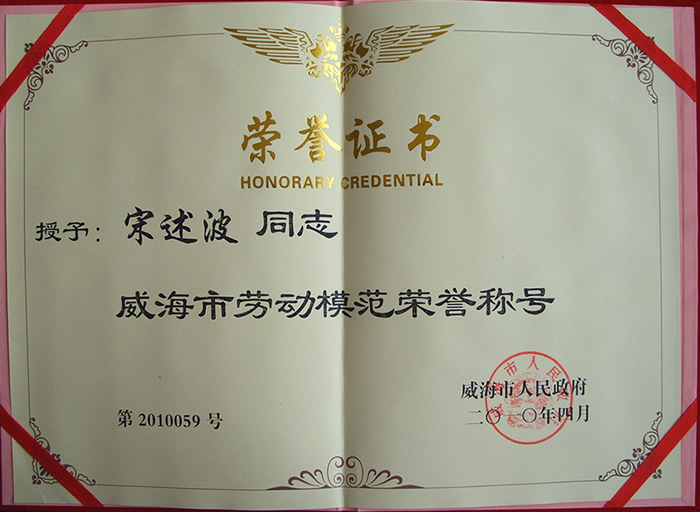 荣誉证书
HONORARY CREDENTIAL
授予：宋述波 同志
威海市劳动模范荣誉称号
威海市人民政府
第 2010059 号
二〇一〇年四月